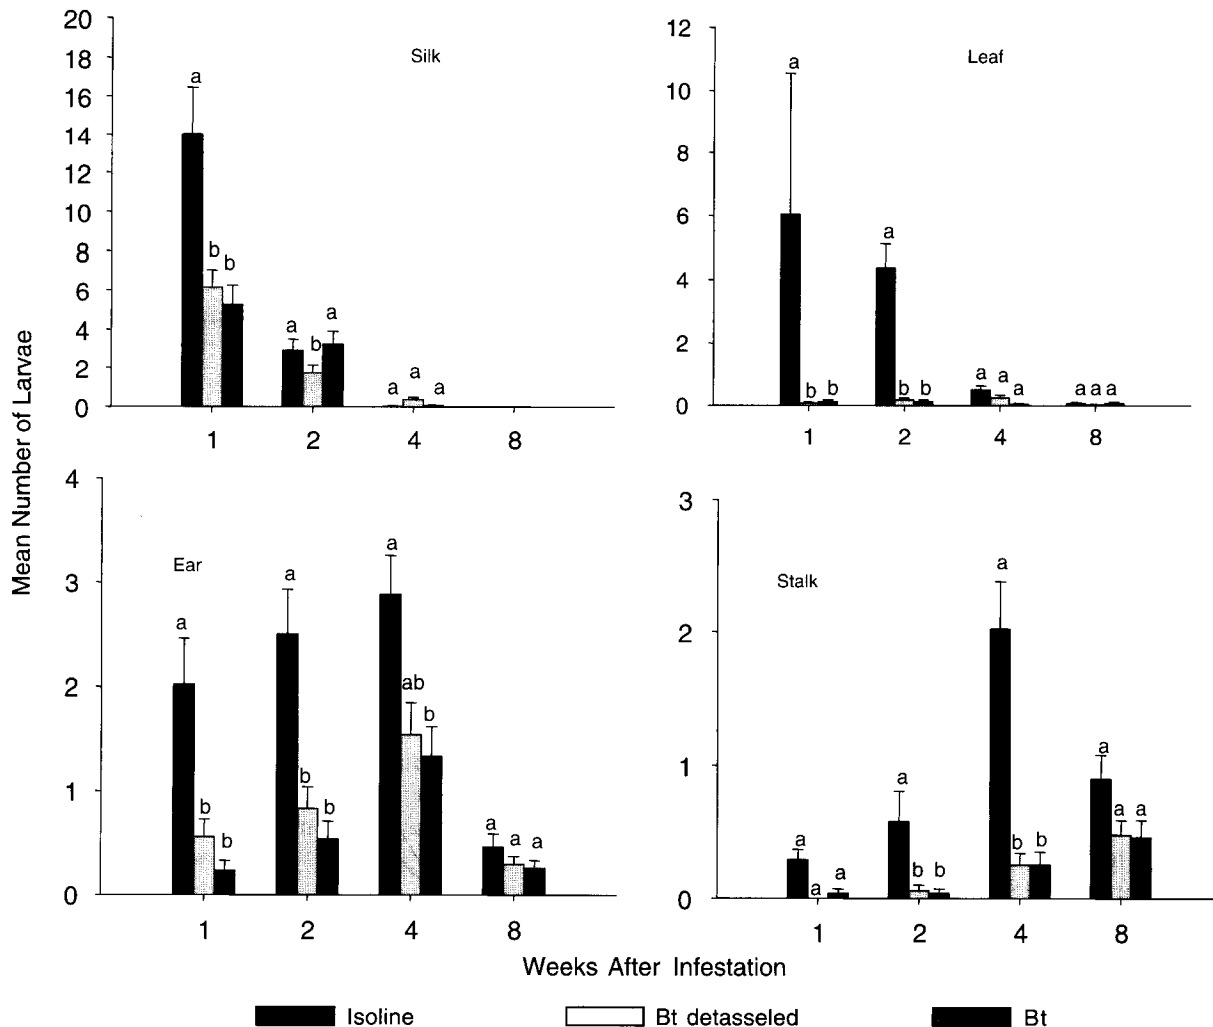 Mean Number of Larvae
Silk
20
18
16
14
12
10
8
6
4
2
0
a
b b
a b a
a a a
1 2 4 8
Leaf
12
10
8
6
4
2
0
a
b b
a
b b
a a a
a a a
1 2 4 8
Ear
4
3
2
1
0
a
b
b
a
b
b
a
ab
b
a a a
1 2 4 8
Stalk
3
2
1
0
a
a a
a
b b
a
b b
a
a a
1 2 4 8
Weeks After Infestation
Isoline Bt detasseled Bt